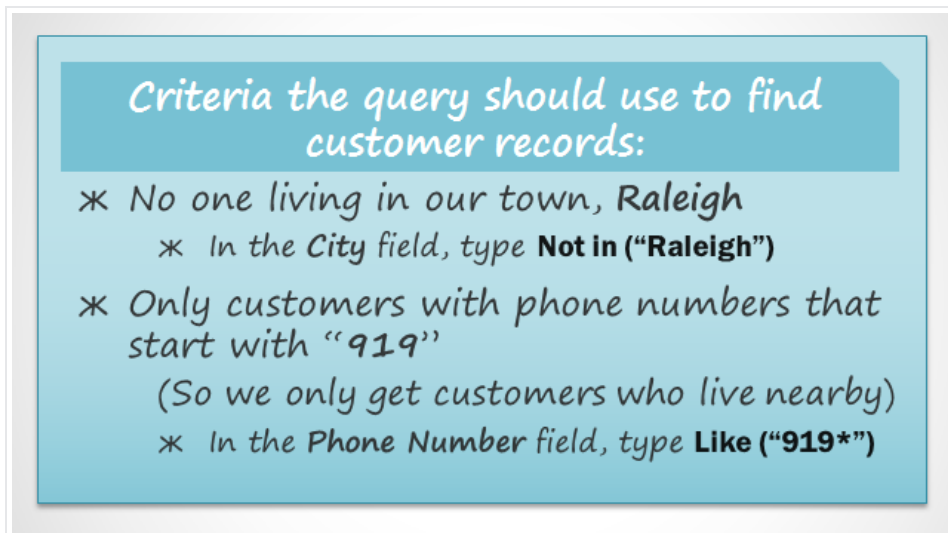 Criteria the query should use to find
customer records:
ж No one living in our town, Raleigh
ж In the City field, type Not in (“Raleigh”)
ж Only customers with phone numbers that
start with “919”
(So we only get customers who live nearby)
ж In the Phone Number field, type Like (“919*”)